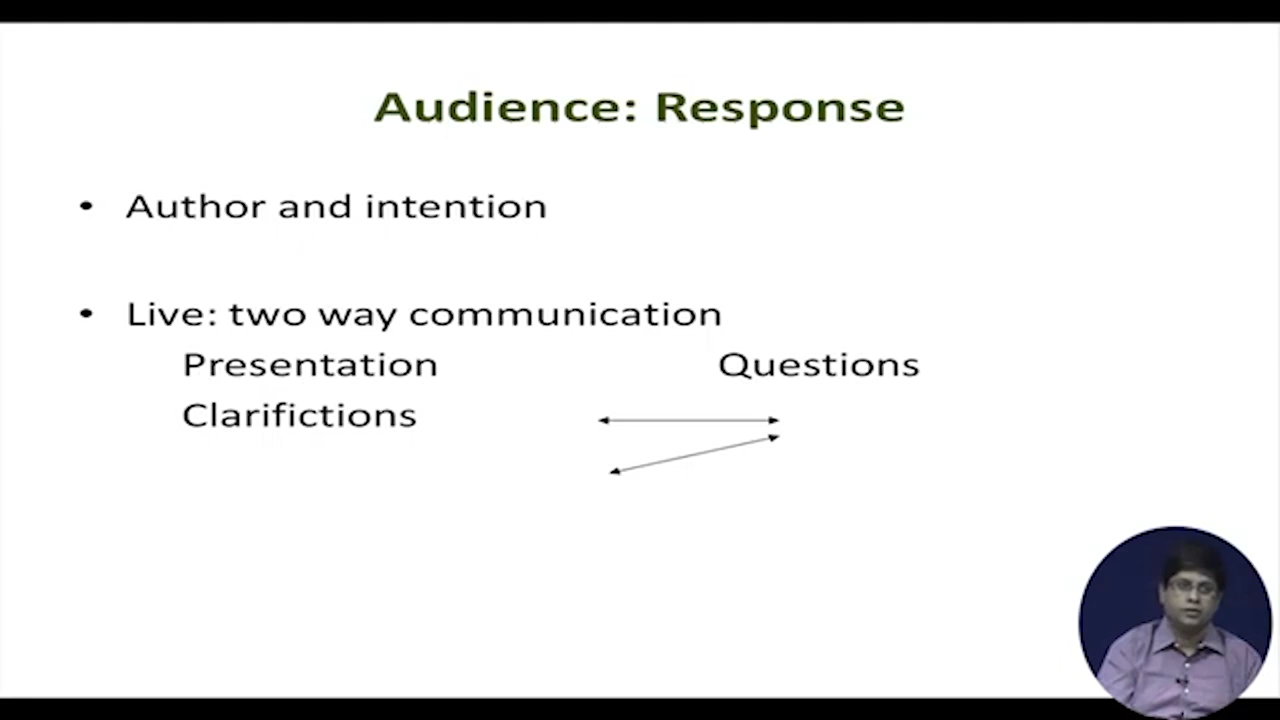 Audience: Response
• Author and intention
• Live: two way communication
Presentation Questions
Clarifictions